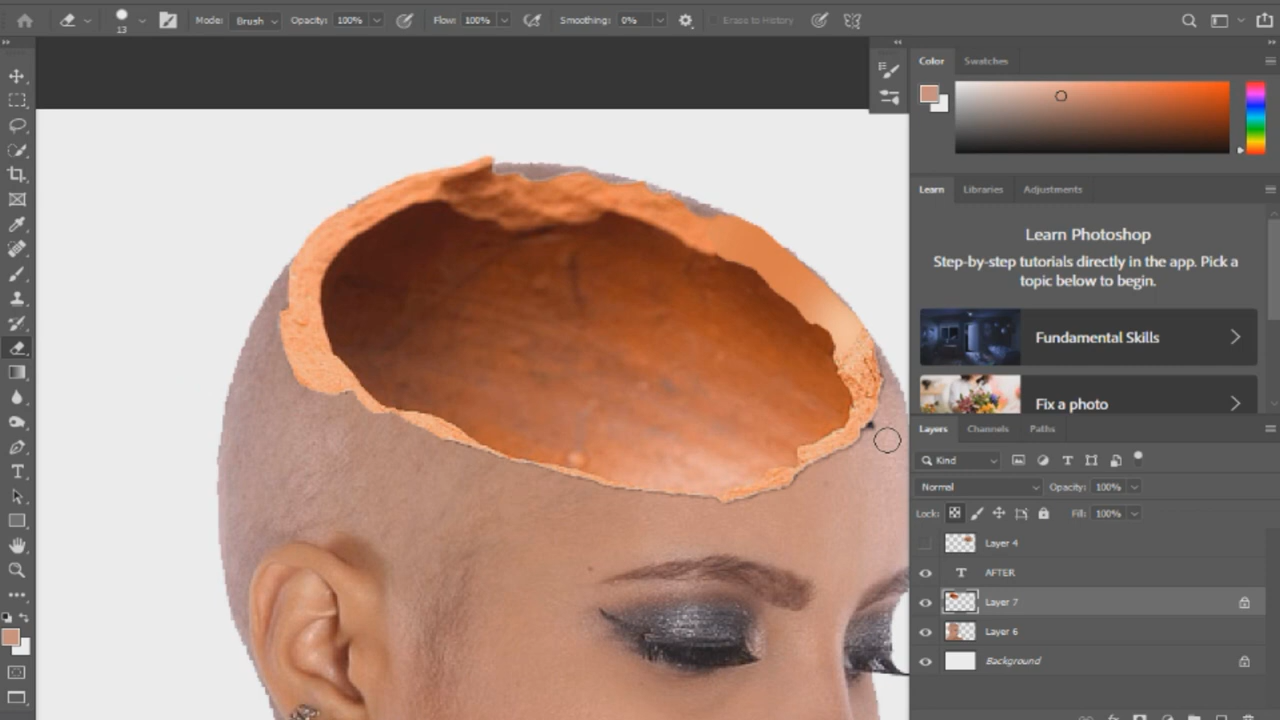 13 Mode: Brush Opacity: 100% Flow: 100% Smoothing: 0% Erase to History
Color Swatches
Learn Libraries Adjustments
Learn Photoshop
Step-by-step tutorials directly in the app. Pick a
topic below to begin.
Fundamental Skills
Fix a photo
Layers Channels Paths
Kind
Normal Opacity: 100%
Lock: Fill: 100%
Layer 4
T AFTER
Layer 7
Layer 6
Background